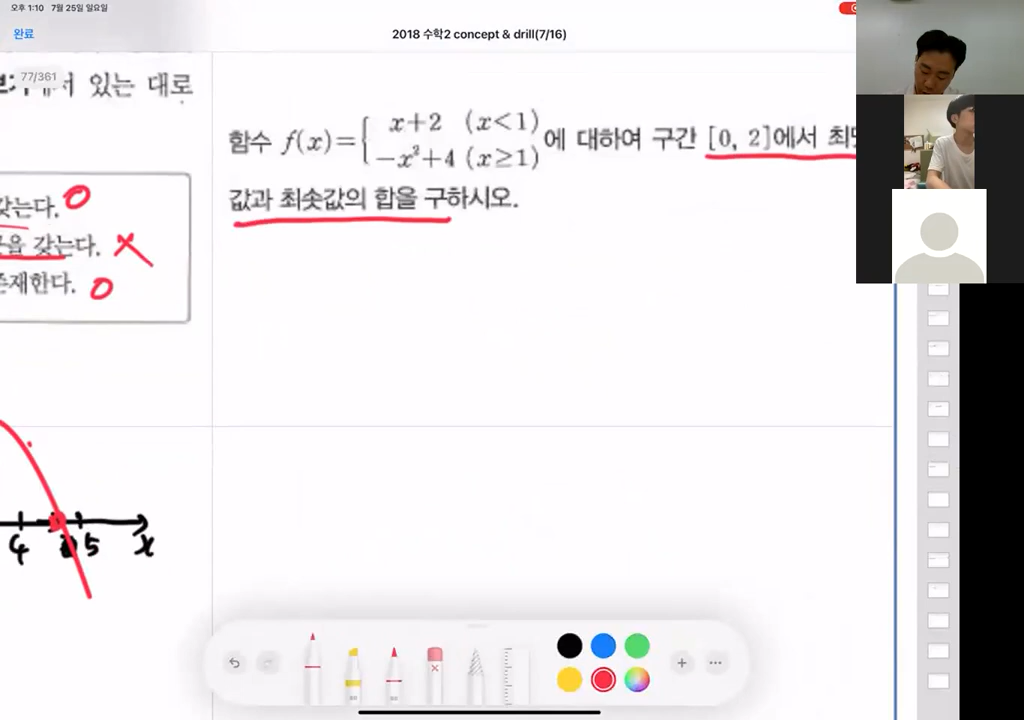 오후 1:10 7월 25일 일요일
완료
2018 수학2 concept & drill(7/16)
77/361
있는 대로
갖는다. O
을 갖는다. X
존재한다. O
4 5 x
함수 f(x)={ x+2 (x<1)
-x²+4 (x≥1) 에 대하여 구간 [0, 2]에서
값과 최솟값의 합을 구하시오.